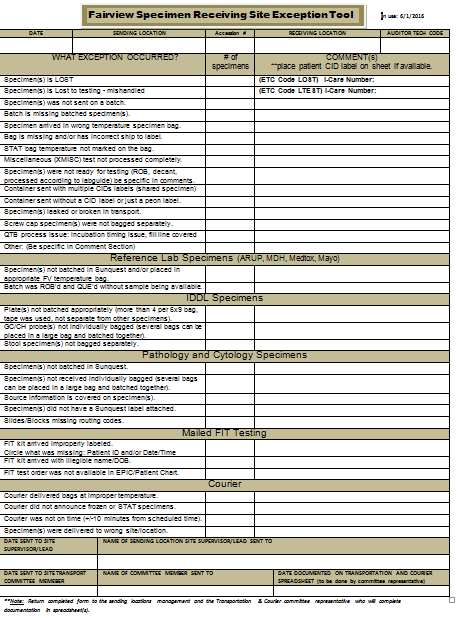 Fairview Specimen Receiving Site Exception Tool
In use: 6/1/2016
DATE SENDING LOCATION Accession # RECEIVING LOCATION AUDITOR TECH CODE
WHAT EXCEPTION OCCURRED? # of specimens COMMENT(s) **place patient CID label on sheet if available.
Specimen(s) is LOST (ETC Code LOST) I-Care Number:
Specimen(s) is Lost to testing - mishandled (ETC Code LTEST) I-Care Number:
Specimen(s) was not sent on a batch.
Batch is missing batched specimen(s).
Specimen arrived in wrong temperature specimen bag.
Bag is missing and/or has incorrect ship to label.
STAT bag temperature not marked on the bag.
Miscellaneous (XMISC) test not processed completely.
Specimen(s) were not ready for testing (ROB, decant,
processed according to labguide) be specific in comments.
Container sent with multiple CIDs labels (shared specimen)
Container sent without a CID label or just a peon label.
Specimen(s) leaked or broken in transport.
Screw cap specimen(s) were not bagged separately.
QTB process issue: Incubation timing issue, fill line covered
Other: (Be specific in Comment Section)
Reference Lab Specimens (ARUP, MDH, Medtox, Mayo)
Specimen(s) not batched in Sunquest and/or placed in
appropriate FV temperature bag.
Batch was ROB'd and QUE'd without sample being available.
IDDL Specimens
Plate(s) not batched appropriately (more than 4 per 6x9 bag,
tape was used, not separate from other specimens).
GC/CH probe(s) not individually bagged (several bags can be
placed in a large bag and batched together).
Stool specimen(s) not bagged separately.
Pathology and Cytology Specimens
Specimen(s) not batched in Sunquest.
Specimen(s) not received individually bagged (several bags
can be placed in a large bag and batched together).
Source information is covered on specimen(s).
Specimen(s) did not have a Sunquest label attached.
Slides/Blocks missing routing codes.
Mailed FIT Testing
FIT kit arrived improperly labeled.
Circle what was missing: Patient ID and/or Date/Time
FIT kit arrived with illegible name/DOB.
FIT test order was not available in EPIC/Patient Chart.
Courier
Courier delivered bags at improper temperature.
Courier did not announce frozen or STAT specimens.
Courier was not on time (+/-10 minutes from scheduled time).
Specimen(s) were delivered to wrong site/location.
DATE SENT TO SITE SUPERVISOR/LEAD NAME OF SENDING LOCATION SITE SUPERVISOR/LEAD SENT TO
DATE SENT TO SITE TRANSPORT COMMITTEE MEMEBER NAME OF COMMITTEE MEMBER SENT TO DATE DOCUMENTED ON TRANSPORTATION AND COURIER SPREADSHEET (to be done by committee representative)
**Note: Return completed form to the sending locations management and the Transportation & Courier committee representative who will complete
documentation in spreadsheet(s).